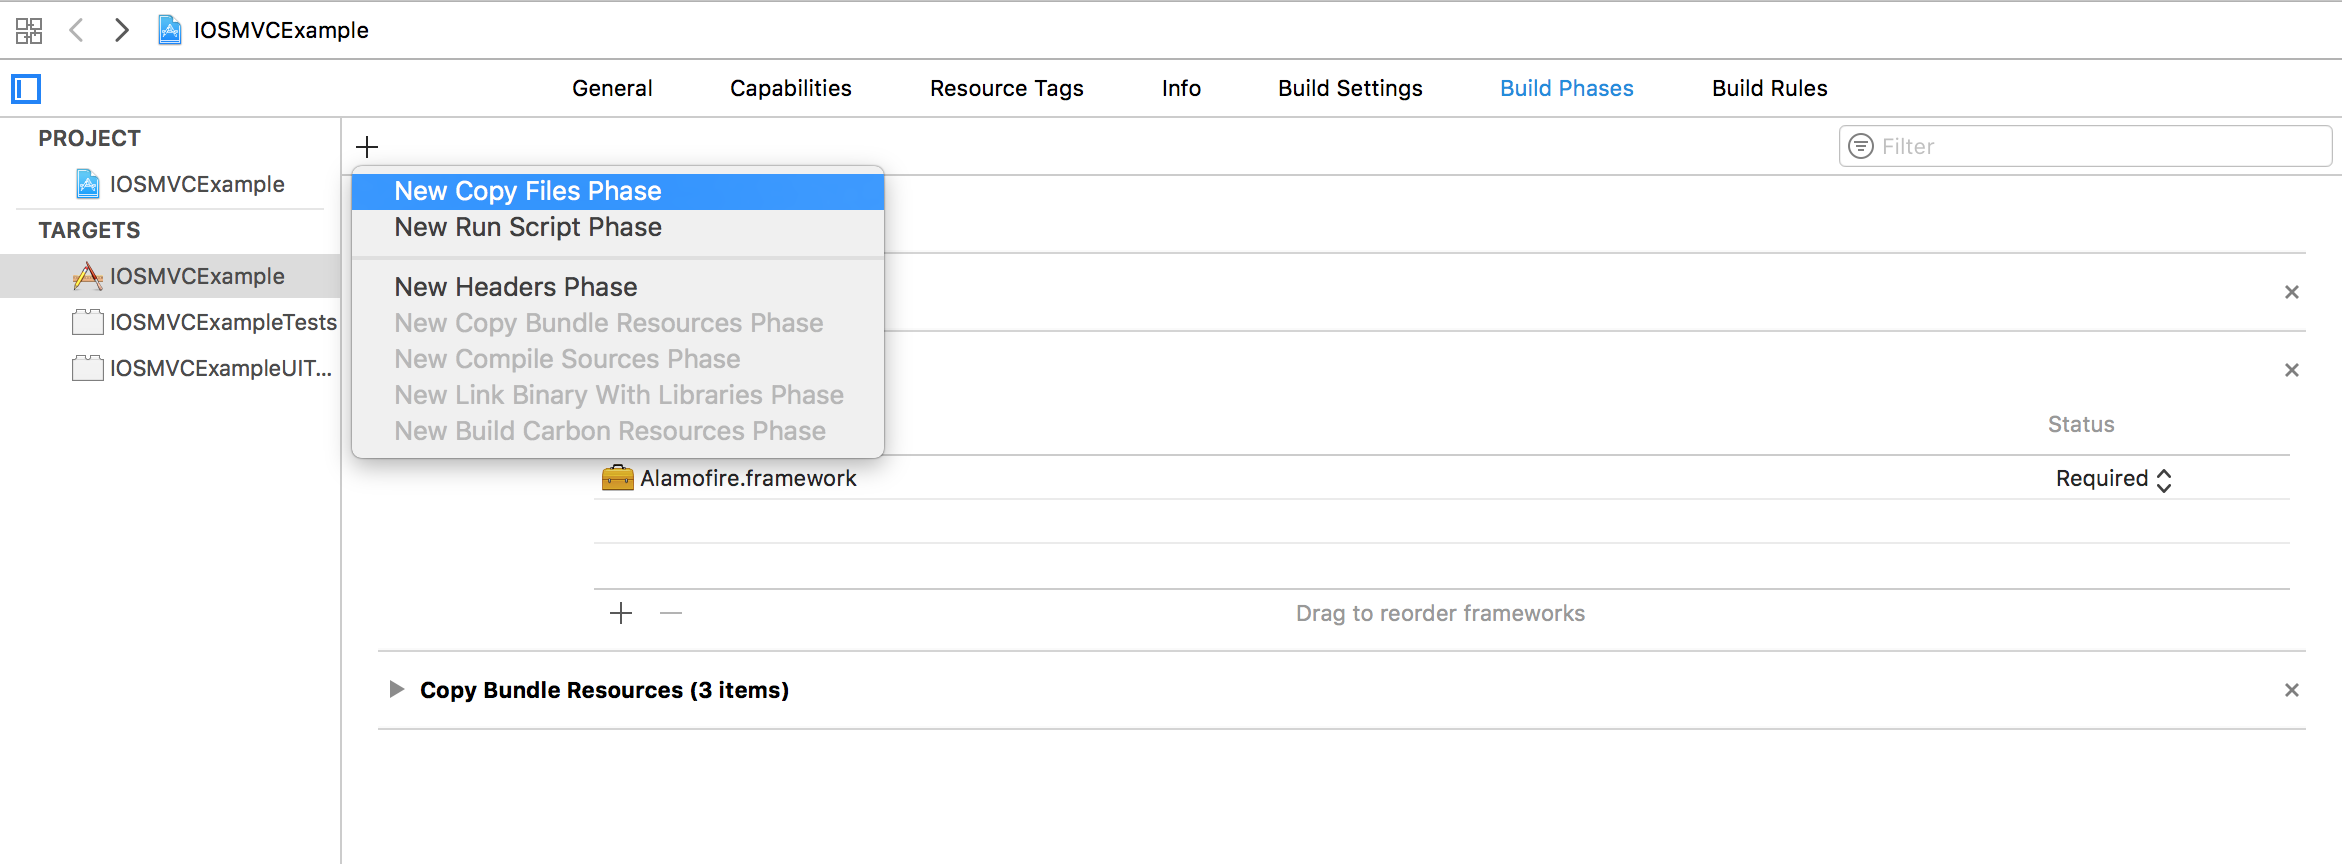 IOSMVCExample
General Capabilities Resource Tags Info Build Settings Build Phases Build Rules
PROJECT
IOSMVCExample
TARGETS
IOSMVCExample
IOSMVCExampleTests
IOSMVCExampleUIT...
Filter
New Copy Files Phase
New Run Script Phase
New Headers Phase
New Copy Bundle Resources Phase
New Compile Sources Phase
New Link Binary With Libraries Phase
New Build Carbon Resources Phase
Status
Alamofire.framework Required
Drag to reorder frameworks
Copy Bundle Resources (3 items)